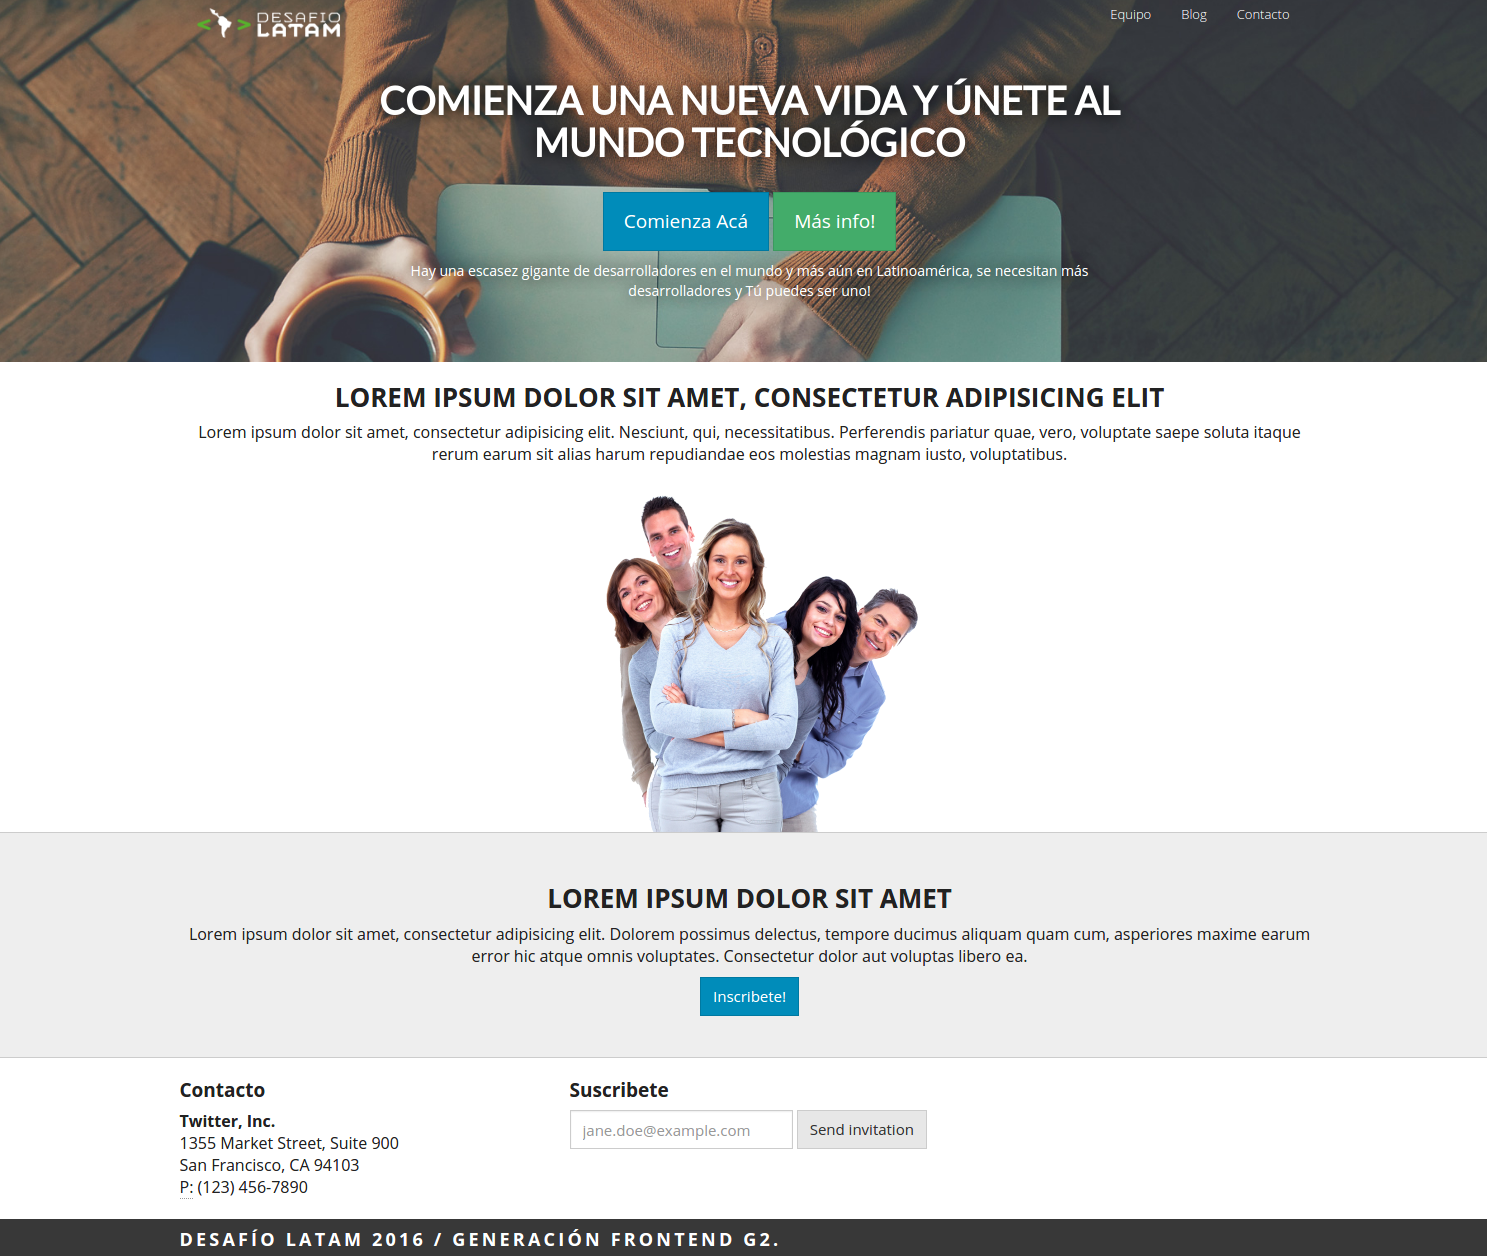 DESAFIO
LATAM
Equipo Blog Contacto
COMIENZA UNA NUEVA VIDA Y ÚNETE AL
MUNDO TECNOLÓGICO
Comienza Acá Más info!
Hay una escasez gigante de desarrolladores en el mundo y más aún en Latinoamérica, se necesitan más
desarrolladores y Tú puedes ser uno!
LOREM IPSUM DOLOR SIT AMET, CONSECTETUR ADIPISICING ELIT
Lorem ipsum dolor sit amet, consectetur adipisicing elit. Nesciunt, qui, necessitatibus. Perferendis pariatur quae, vero, voluptate saepe soluta itaque
rerum earum sit alias harum repudiandae eos molestias magnam iusto, voluptatibus.
LOREM IPSUM DOLOR SIT AMET
Lorem ipsum dolor sit amet, consectetur adipisicing elit. Dolorem possimus delectus, tempore ducimus aliquam quam cum, asperiores maxime earum
error hic atque omnis voluptates. Consectetur dolor aut voluptas libero ea.
Inscribete!
Contacto
Twitter, Inc.
1355 Market Street, Suite 900
San Francisco, CA 94103
P: (123) 456-7890
Suscribete
jane.doe@example.com Send invitation
DESAFÍO LATAM 2016 / GENERACIÓN FRONTEND G2.